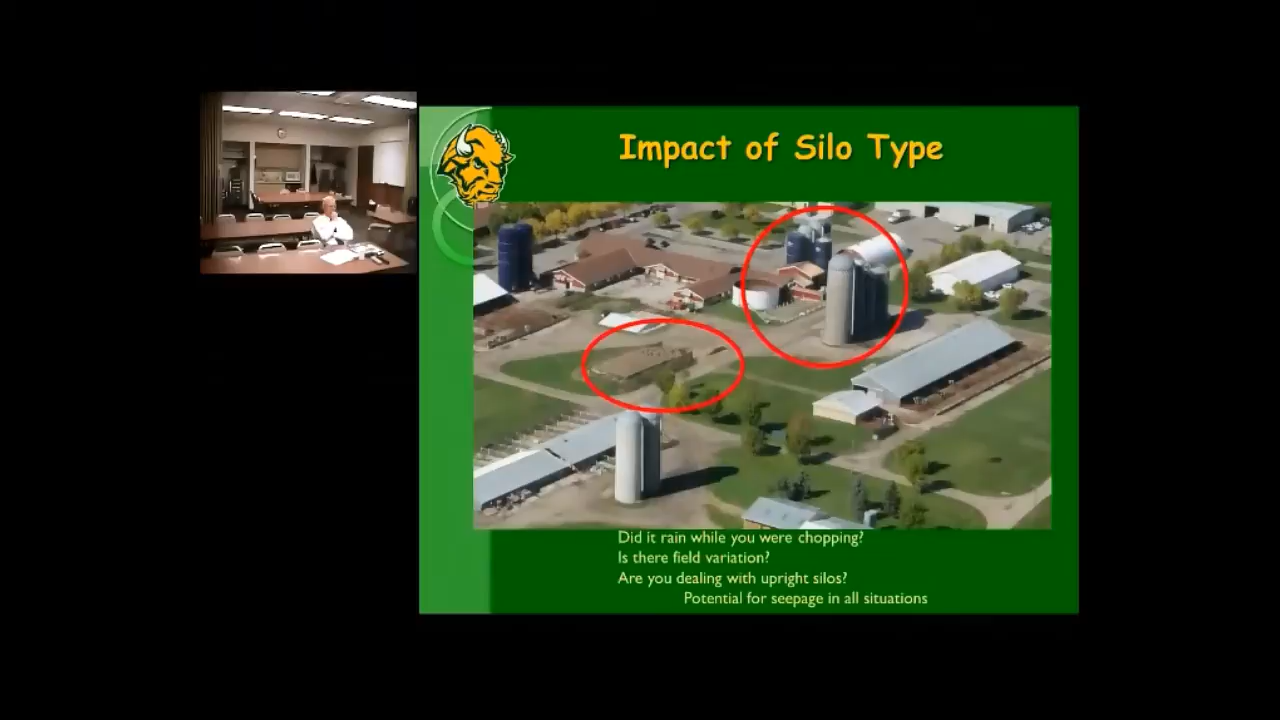 Impact of Silo Type
Did it rain while you were chopping?
Is there field variation?
Are you dealing with upright silos?
Potential for seepage in all situations